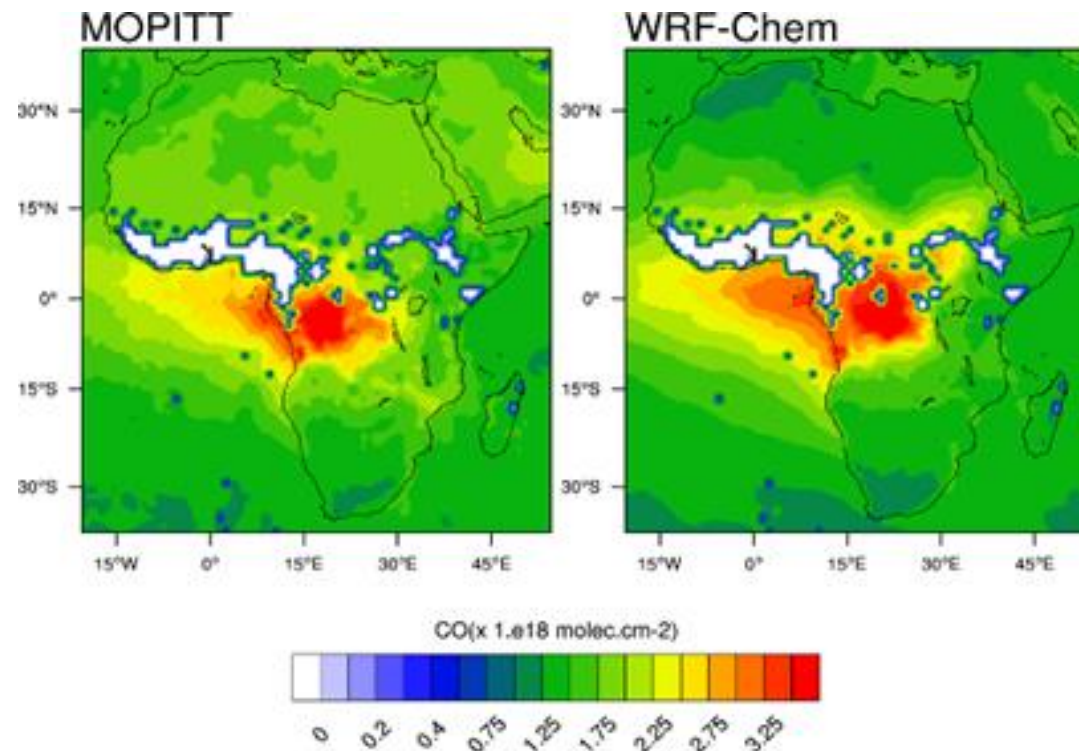 MOPITT WRF-Chem
30°N 30°N
15°N 15°N
0° 0°
15°S 15°S
30°S 30°S
15°W 0° 15°E 30°E 45°E 15°W 0° 15°E 30°E 45°E
CO(x 1.e18 molec.cm-2)
0 0.2 0.4 0.75 1.25 1.75 2.25 2.75 3.25